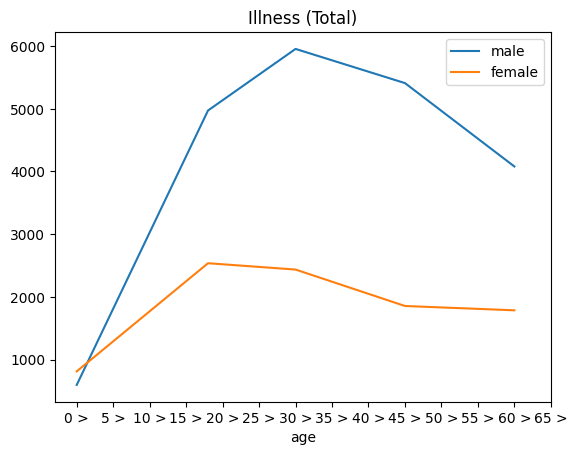 Illness (Total)
male
female
6000
5000
4000
3000
2000
1000
0 > 5 > 10 > 15 > 20 > 25 > 30 > 35 > 40 > 45 > 50 > 55 > 60 > 65 >
age